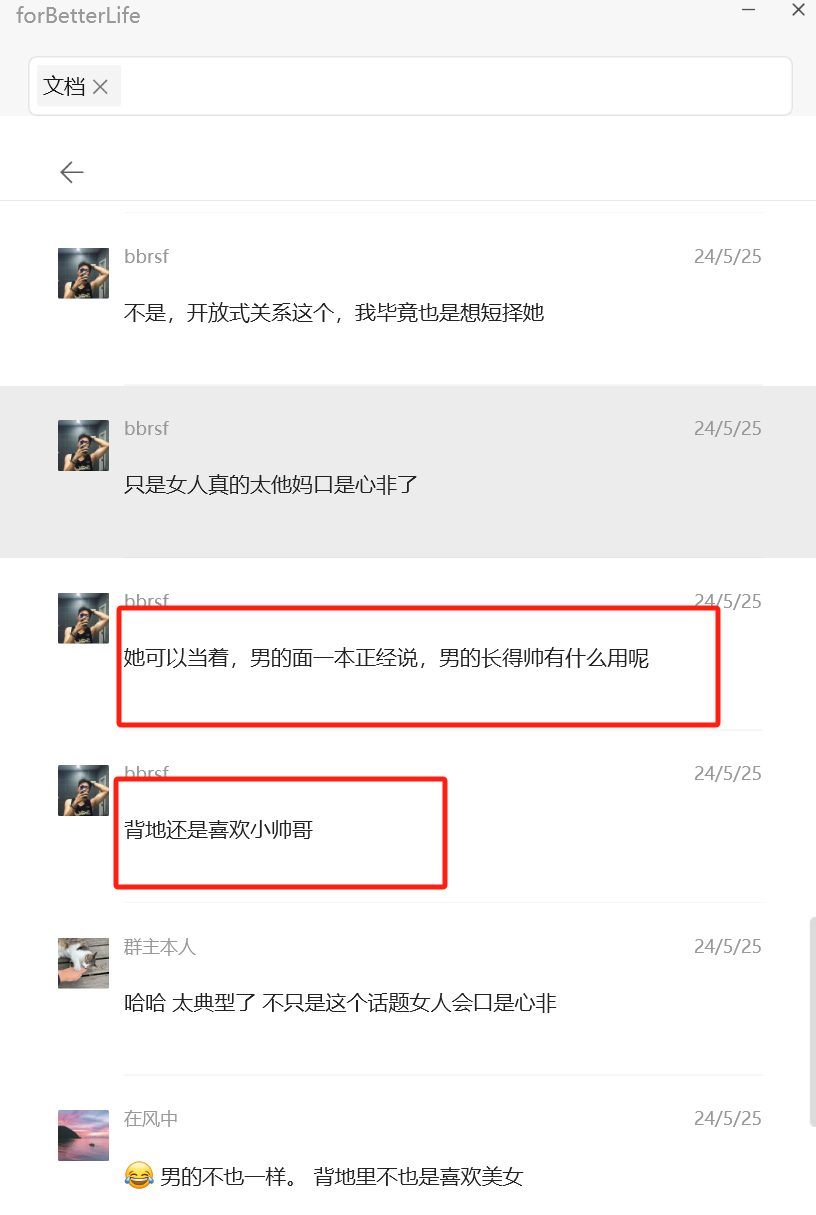 forBetterLife
文档
bbrsf
24/5/25
不是，开放式关系这个，我毕竟也是想短择她
bbrsf
24/5/25
只是女人真的太他妈口是心非了
bbrsf
24/5/25
她可以当着，男的面一本正经说，男的长得帅有什么用呢
bbrsf
24/5/25
背地还是喜欢小帅哥
群主本人
24/5/25
哈哈 太典型了 不只是这个话题女人会口是心非
在风中
24/5/25
😂 男的不也一样。 背地里不也是喜欢美女